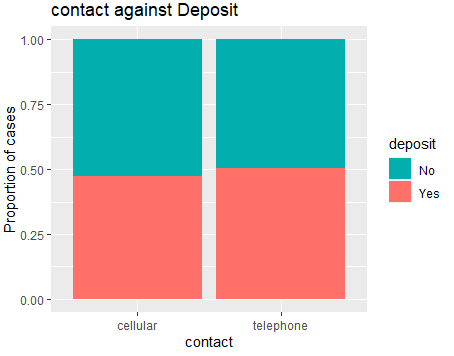 contact against Deposit
Proportion of cases
1.00
0.75
0.50
0.25
0.00
cellular
telephone
contact
deposit
No
Yes